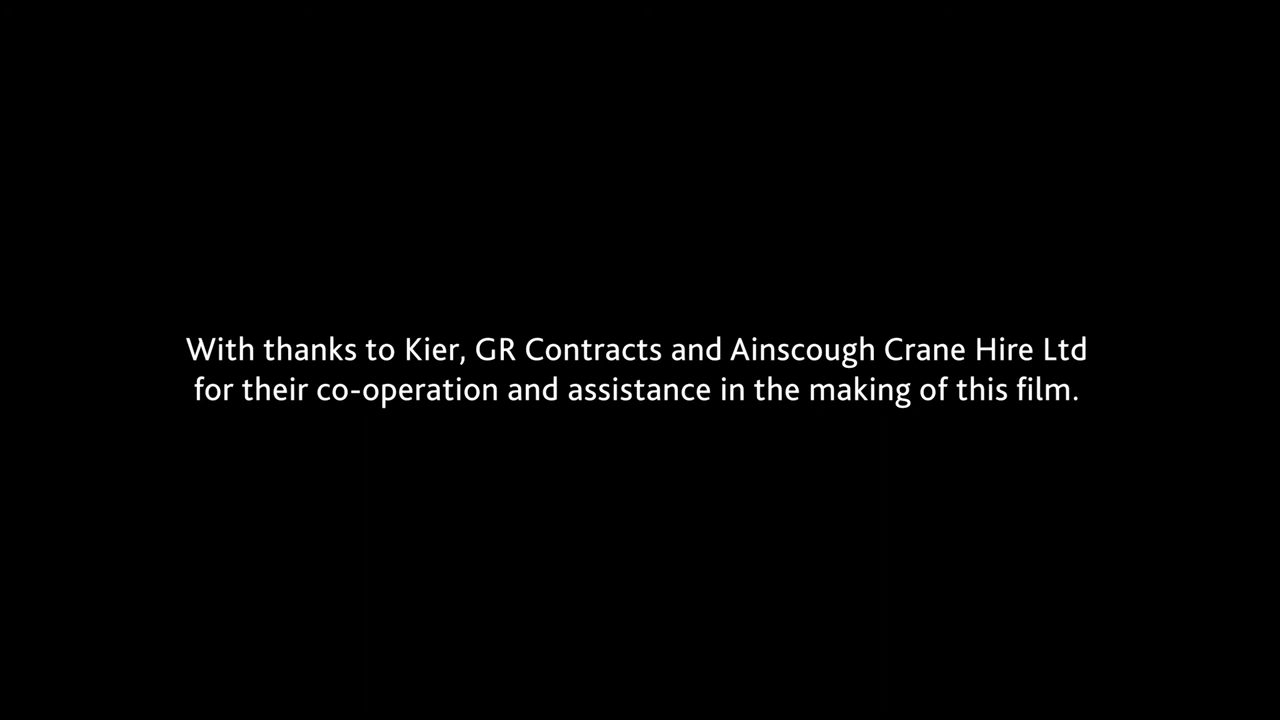 With thanks to Kier, GR Contracts and Ainscough Crane Hire Ltd
for their co-operation and assistance in the making of this film.